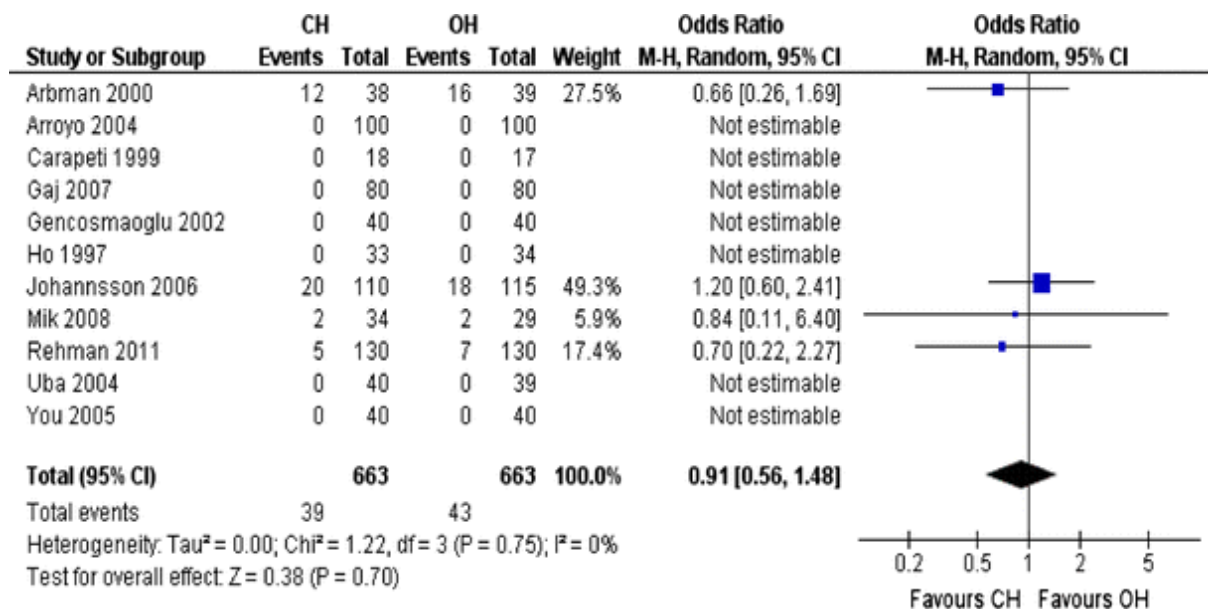 CH OH Odds Ratio Odds Ratio
Study or Subgroup Events Total Events Total Weight M-H, Random, 95% CI M-H, Random, 95% CI
Arbman 2000 12 38 16 39 27.5% 0.66 [0.26, 1.69]
Arroyo 2004 0 100 0 100 Not estimable
Carapeti 1999 0 18 0 17 Not estimable
Gaj 2007 0 80 0 80 Not estimable
Gencosmaoglu 2002 0 40 0 40 Not estimable
Ho 1997 0 33 0 34 Not estimable
Johannsson 2006 20 110 18 115 49.3% 1.20 [0.60, 2.41]
Mik 2008 2 34 2 29 5.9% 0.84 [0.11, 6.40]
Rehman 2011 5 130 7 130 17.4% 0.70 [0.22, 2.27]
Uba 2004 0 40 0 39 Not estimable
You 2005 0 40 0 40 Not estimable
Total (95% CI) 663 663 100.0% 0.91 [0.56, 1.48]
Total events 39 43
Heterogeneity: Tau² = 0.00; Chi² = 1.22, df = 3 (P = 0.75); I² = 0%
Test for overall effect: Z = 0.38 (P = 0.70)
0.2 0.5 1 2 5
Favours CH Favours OH